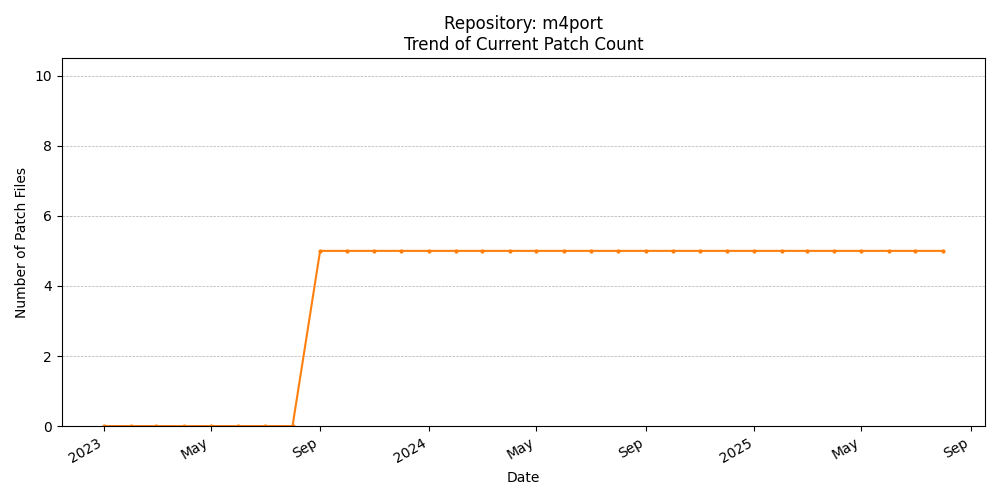 Repository: m4port
Trend of Current Patch Count
10
8
6
4
2
0
Number of Patch Files
2023
May
Sep
2024
May
Sep
2025
May
Sep
Date